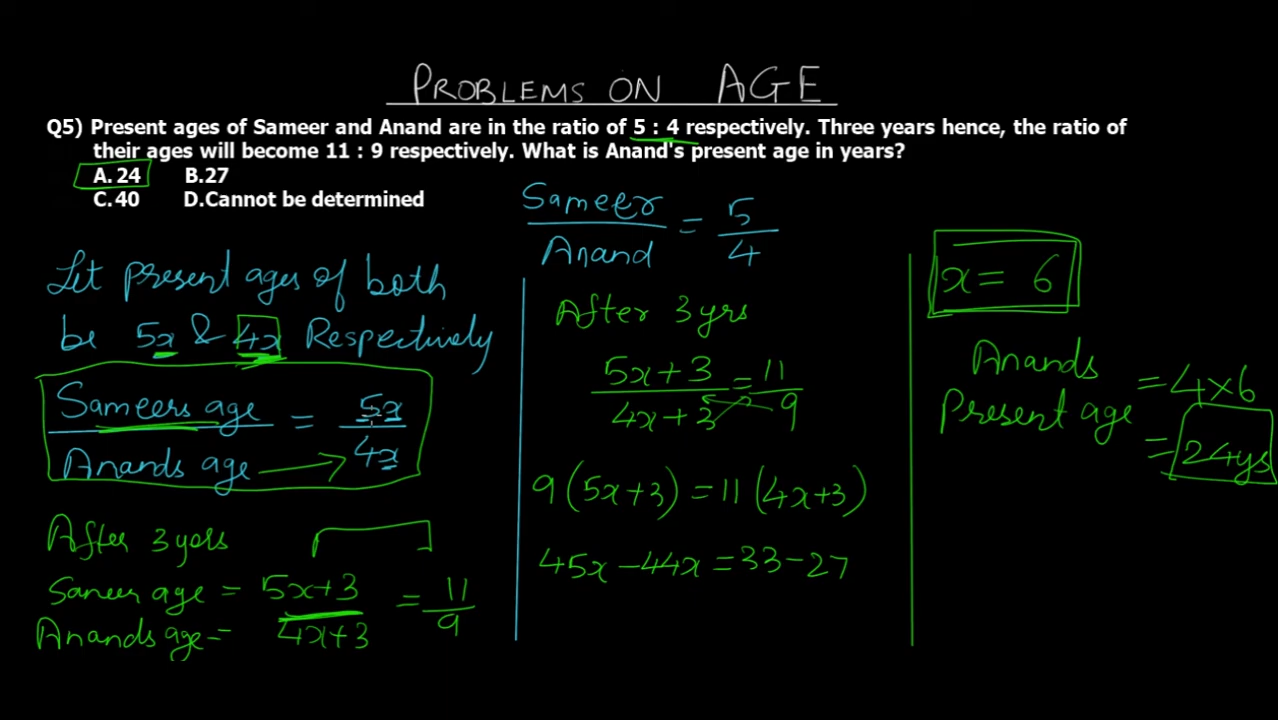 PROBLEMS ON AGE
Q5) Present ages of Sameer and Anand are in the ratio of 5 : 4 respectively. Three years hence, the ratio of
their ages will become 11 : 9 respectively. What is Anand's present age in years?
A. 24 B.27
C. 40 D.Cannot be determined
Let present ages of both
be 5x & 4x Respectively
Sameers age = 5x
Anands age → 4x
After 3 yers
Sameer age = 5x+3 = 11
Anands age = 4x+3 9
Sameer = 5
Anand 4
After 3 yrs
5x+3 = 11
4x+3 9
9(5x+3) = 11(4x+3)
45x - 44x = 33 - 27
x = 6
Anands
Present age = 4×6
= 24ys